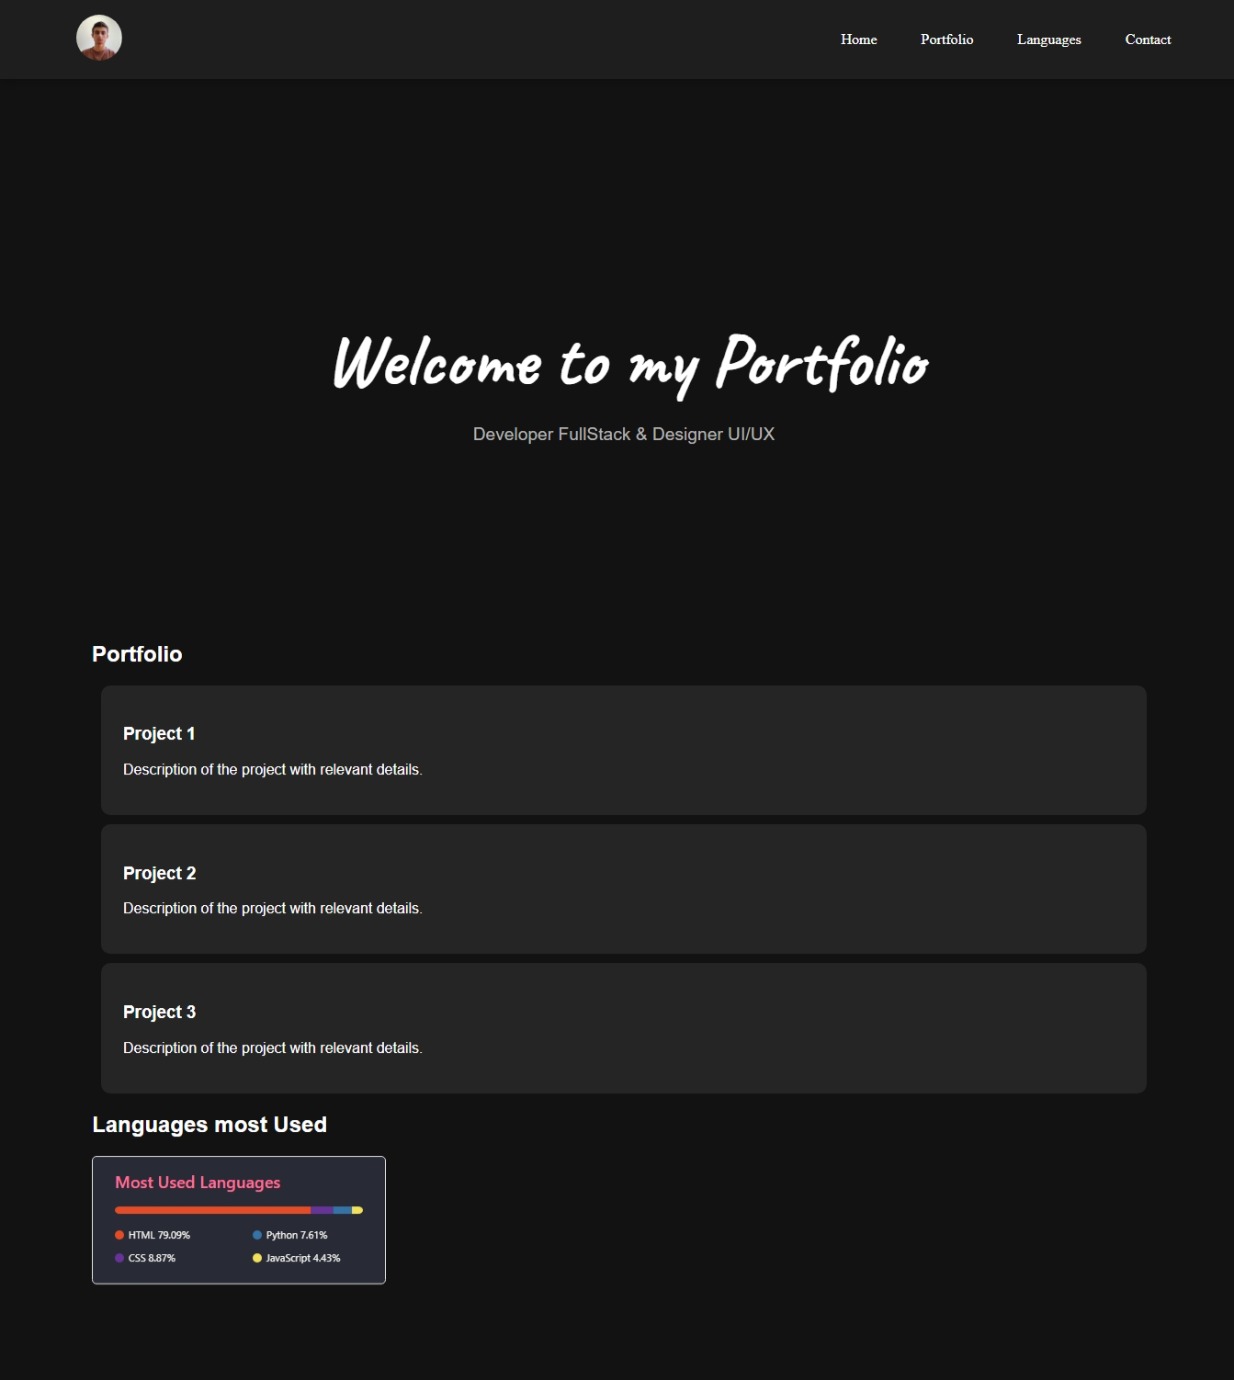 Home Portfolio Languages Contact
Welcome to my Portfolio
Developer FullStack & Designer UI/UX
Portfolio
Project 1
Description of the project with relevant details.
Project 2
Description of the project with relevant details.
Project 3
Description of the project with relevant details.
Languages most Used
Most Used Languages
HTML 79.09% Python 7.61%
CSS 8.87% JavaScript 4.43%